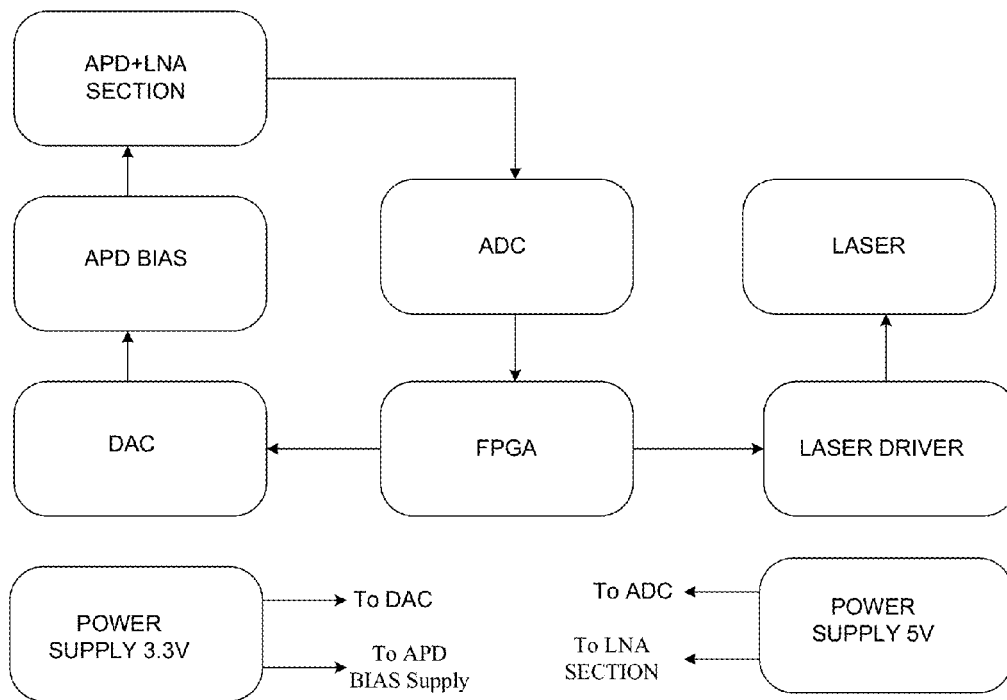 APD+LNA
SECTION
APD BIAS
ADC
LASER
DAC
FPGA
LASER DRIVER
POWER
SUPPLY 3.3V
To DAC
To APD
BIAS Supply
To ADC
To LNA
SECTION
POWER
SUPPLY 5V